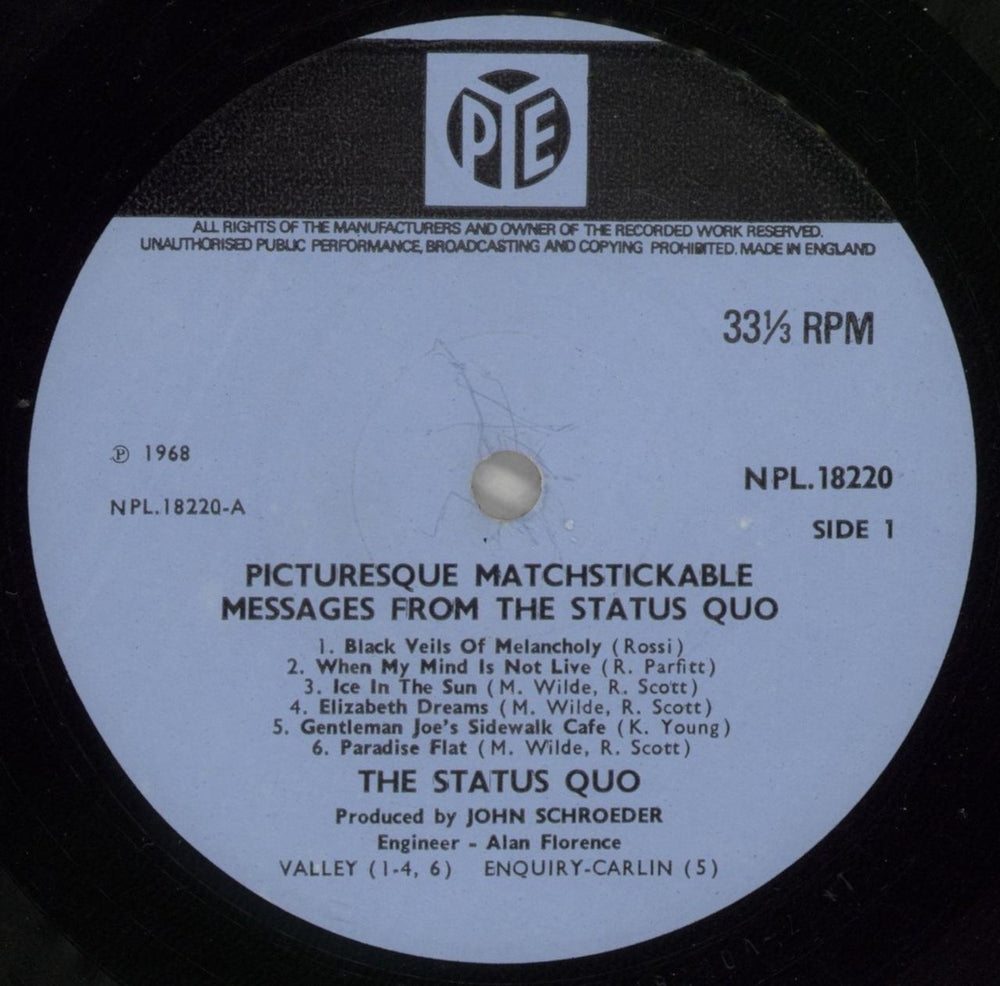 PYE
ALL RIGHTS OF THE MANUFACTURERS AND OWNER OF THE RECORDED WORK RESERVED.
UNAUTHORISED PUBLIC PERFORMANCE, BROADCASTING AND COPYING PROHIBITED. MADE IN ENGLAND
33⅓ RPM
℗ 1968
NPL.18220
NPL.18220-A
SIDE 1
PICTURESQUE MATCHSTICKABLE
MESSAGES FROM THE STATUS QUO
1. Black Veils Of Melancholy (Rossi)
2. When My Mind Is Not Live (R. Parfitt)
3. Ice In The Sun (M. Wilde, R. Scott)
4. Elizabeth Dreams (M. Wilde, R. Scott)
5. Gentleman Joe's Sidewalk Cafe (K. Young)
6. Paradise Flat (M. Wilde, R. Scott)
THE STATUS QUO
Produced by JOHN SCHROEDER
Engineer - Alan Florence
VALLEY (1-4, 6) ENQUIRY-CARLIN (5)